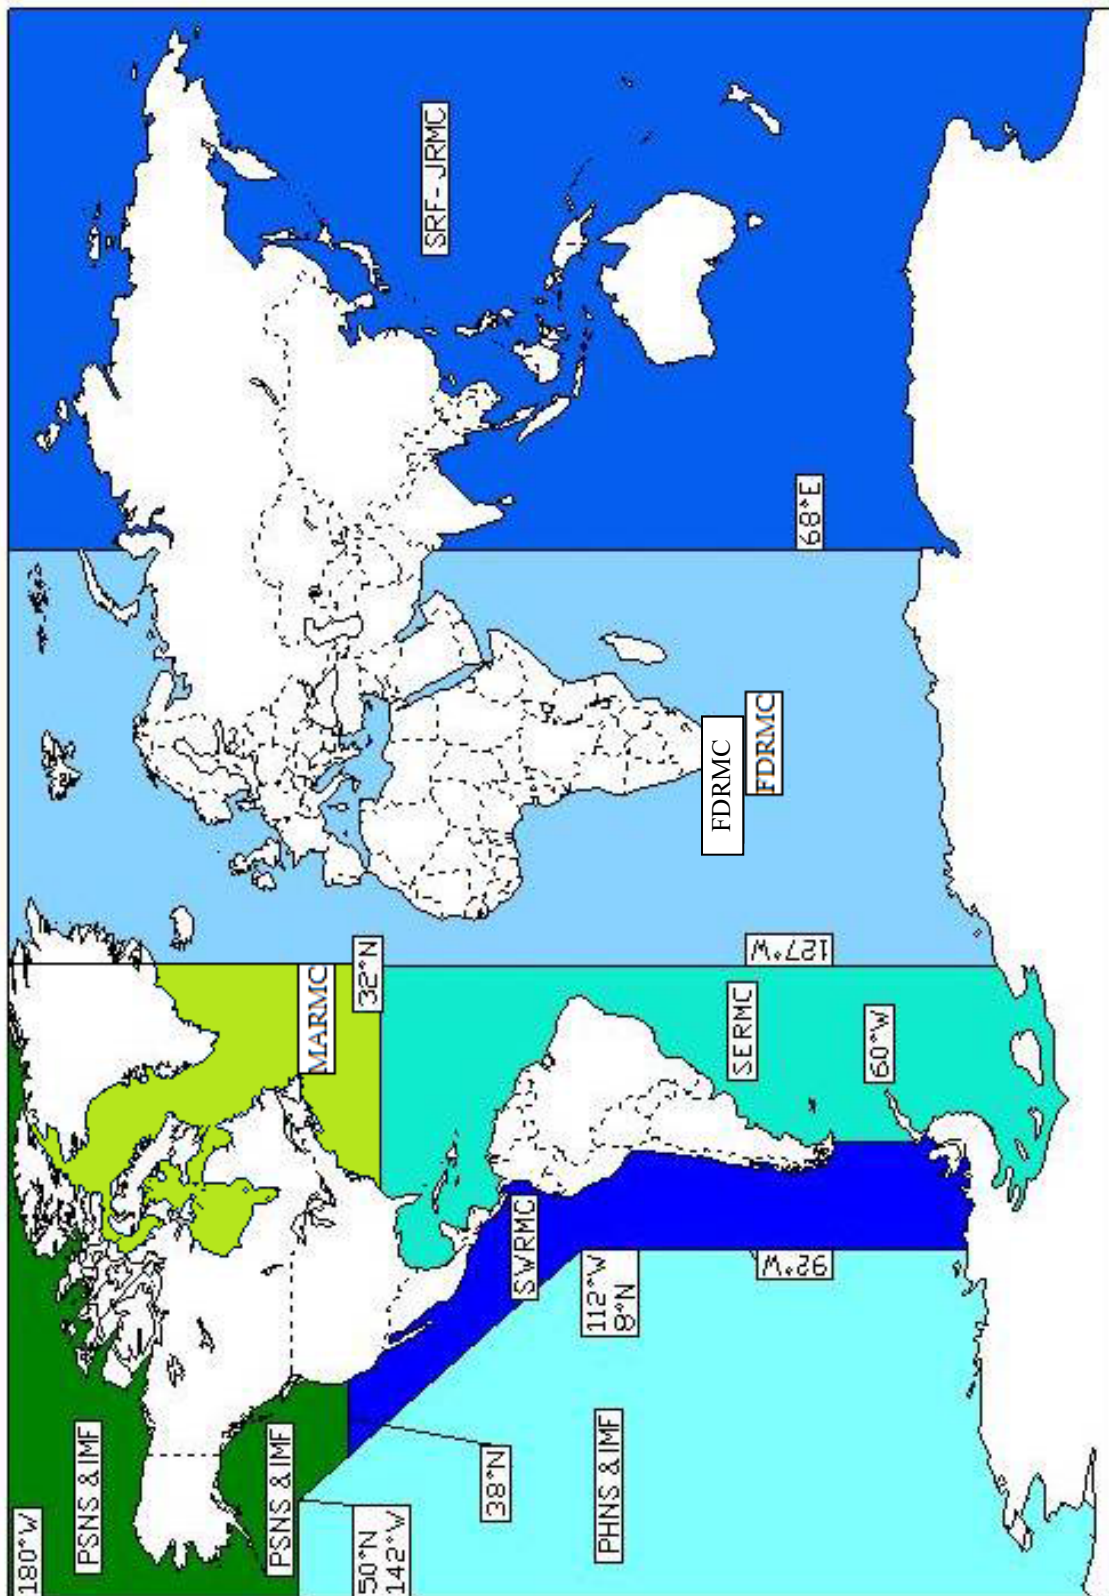 180°W
PSNS & IMF
PSNS & IMF
MARMC
32°N
50°N
142°W
SRF-JRMC
38°N
SWRMC
PHNS & IMF
112°W
8°N
FDRMC
SERMC
FDRMC
92°W
127°W
68°E
60°W